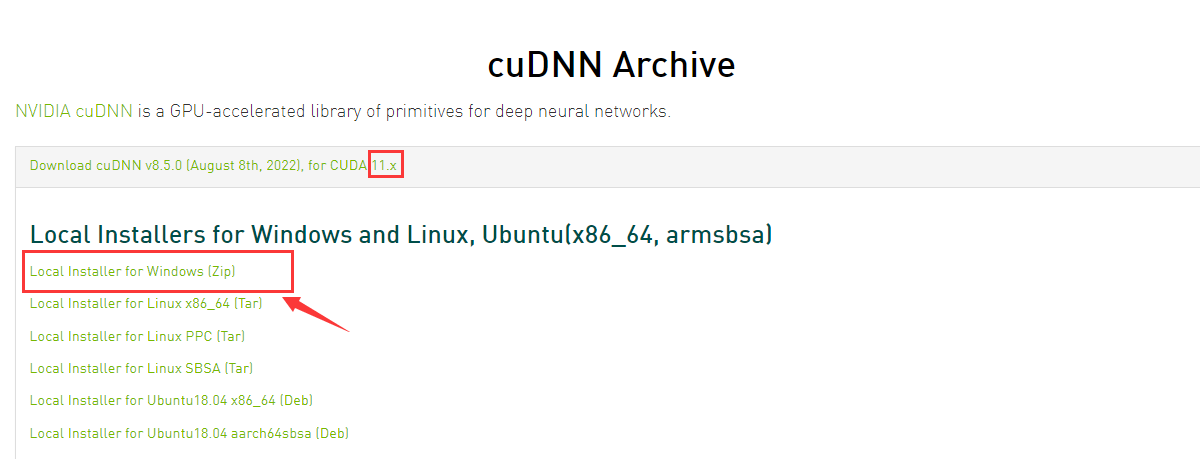 cuDNN Archive
NVIDIA cuDNN is a GPU-accelerated library of primitives for deep neural networks.
Download cuDNN v8.5.0 (August 8th, 2022), for CUDA 11.x
Local Installers for Windows and Linux, Ubuntu(x86_64, armsbsa)
Local Installer for Windows (Zip)
Local Installer for Linux x86_64 (Tar)
Local Installer for Linux PPC (Tar)
Local Installer for Linux SBSA (Tar)
Local Installer for Ubuntu18.04 x86_64 (Deb)
Local Installer for Ubuntu18.04 aarch64sbsa (Deb)